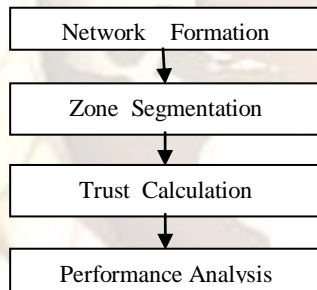 Network Formation
Zone Segmentation
Trust Calculation
Performance Analysis